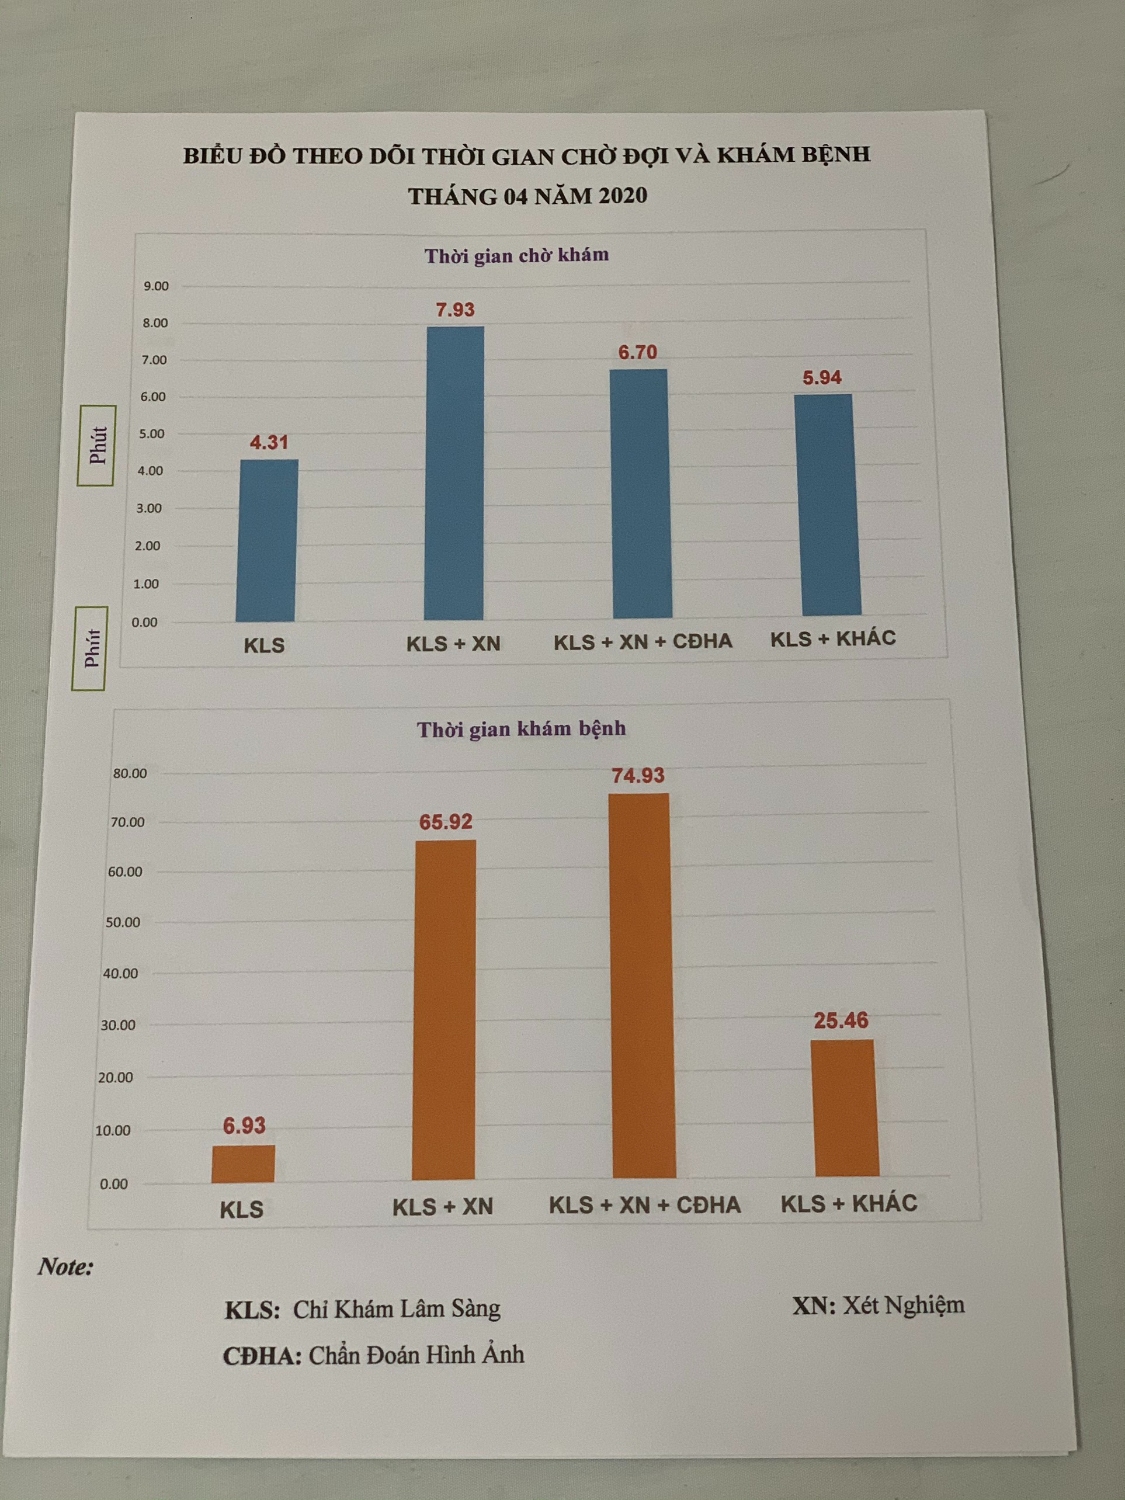 BIỂU ĐỒ THEO DÕI THỜI GIAN CHỜ ĐỢI VÀ KHÁM BỆNH
THÁNG 04 NĂM 2020
Thời gian chờ khám
Phút
9.00
8.00
7.00
6.00
5.00
4.00
3.00
2.00
1.00
0.00
4.31
7.93
6.70
5.94
KLS
KLS + XN
KLS + XN + CĐHA
KLS + KHÁC
Phút
Thời gian khám bệnh
80.00
70.00
60.00
50.00
40.00
30.00
20.00
10.00
0.00
6.93
65.92
74.93
25.46
KLS
KLS + XN
KLS + XN + CĐHA
KLS + KHÁC
Note:
KLS: Chỉ Khám Lâm Sàng
XN: Xét Nghiệm
CĐHA: Chẩn Đoán Hình Ảnh